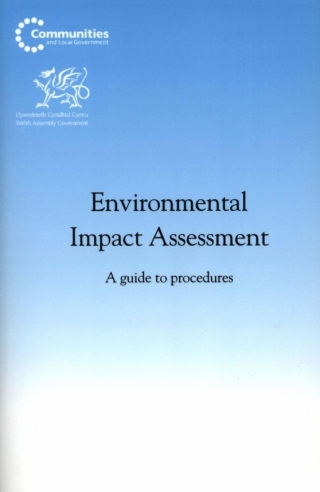 Communities
and Local Government
Llywodraeth Cynulliad Cymru
Welsh Assembly Government
Environmental
Impact Assessment
A guide to procedures